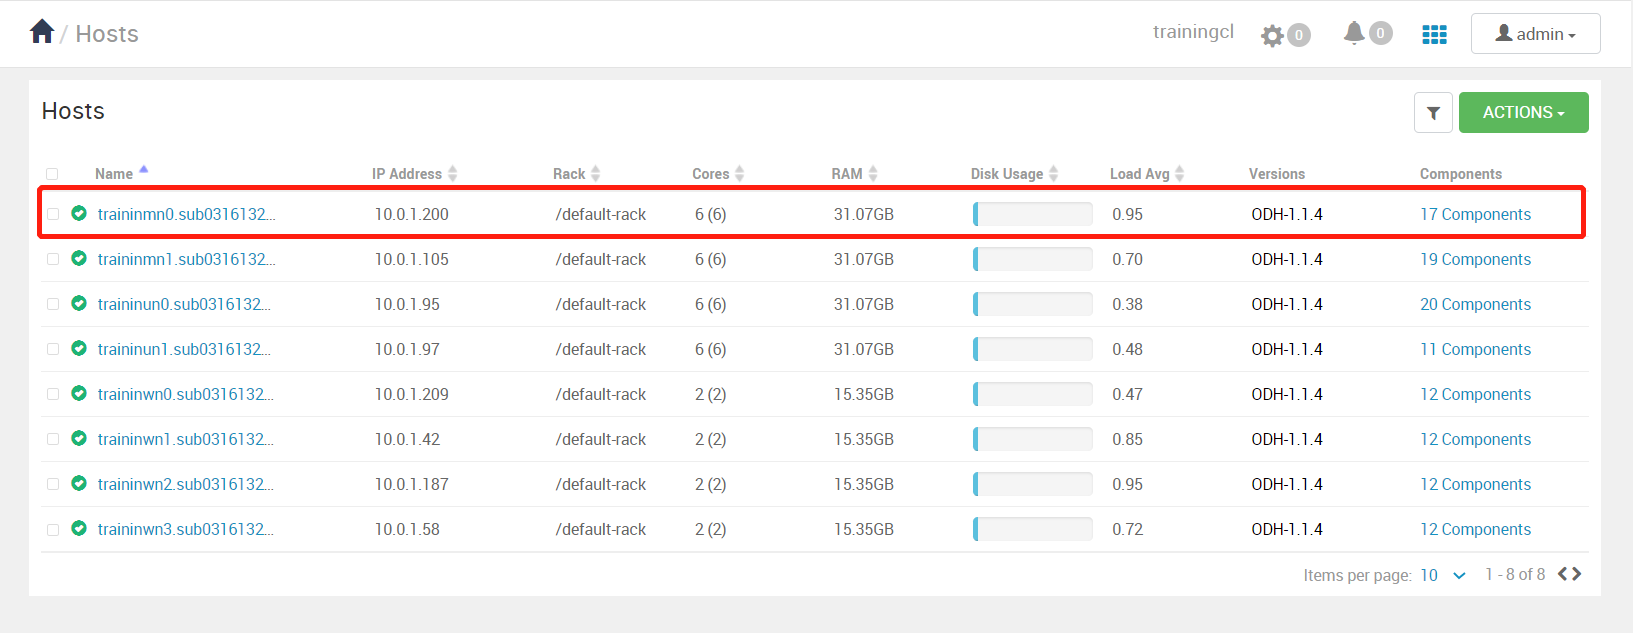 / Hosts trainingcl 0 0 admin
Hosts ACTIONS
Name IP Address Rack Cores RAM Disk Usage Load Avg Versions Components
traininmn0.sub0316132... 10.0.1.200 /default-rack 6 (6) 31.07GB 0.95 ODH-1.1.4 17 Components
traininmn1.sub0316132... 10.0.1.105 /default-rack 6 (6) 31.07GB 0.70 ODH-1.1.4 19 Components
traininun0.sub0316132... 10.0.1.95 /default-rack 6 (6) 31.07GB 0.38 ODH-1.1.4 20 Components
traininun1.sub0316132... 10.0.1.97 /default-rack 6 (6) 31.07GB 0.48 ODH-1.1.4 11 Components
traininwn0.sub0316132... 10.0.1.209 /default-rack 2 (2) 15.35GB 0.47 ODH-1.1.4 12 Components
traininwn1.sub0316132... 10.0.1.42 /default-rack 2 (2) 15.35GB 0.85 ODH-1.1.4 12 Components
traininwn2.sub0316132... 10.0.1.187 /default-rack 2 (2) 15.35GB 0.95 ODH-1.1.4 12 Components
traininwn3.sub0316132... 10.0.1.58 /default-rack 2 (2) 15.35GB 0.72 ODH-1.1.4 12 Components
Items per page: 10 1 - 8 of 8